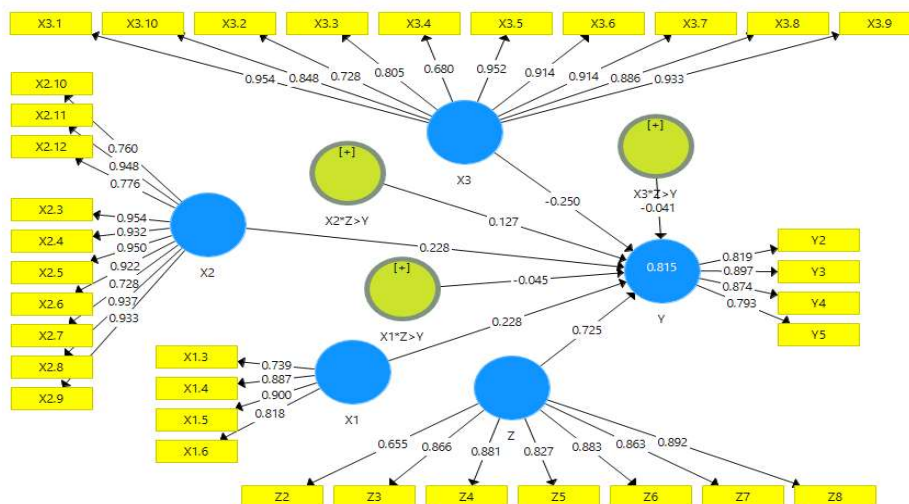 X3.1 X3.10 X3.2 X3.3 X3.4 X3.5 X3.6 X3.7 X3.8 X3.9
0.954 0.848 0.728 0.805 0.680 0.952 0.914 0.914 0.886 0.933
X2.10
X2.11
X2.12
0.760
0.948
0.776
X2.3
X2.4
X2.5
X2.6
X2.7
X2.8
X2.9
0.954
0.932
0.950
0.922
0.728
0.937
0.933
X2
[+]
X2*Z>Y
X3
[+]
X3*Z>Y
-0.041
-0.250
0.127
0.228
[+]
X1*Z>Y
-0.045
0.815
Y
0.819
0.897
0.874
0.793
Y2
Y3
Y4
Y5
0.228
0.725
X1.3
X1.4
X1.5
X1.6
0.739
0.887
0.900
0.818
X1
Z
0.655 0.866 0.881 0.827 0.883 0.863 0.892
Z2 Z3 Z4 Z5 Z6 Z7 Z8